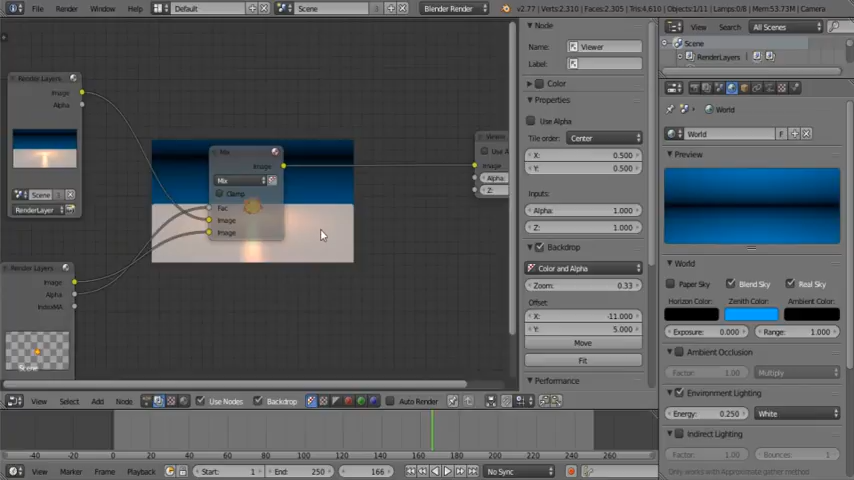 File Render Window Help Default Scene Blender Render v2.77 | Verts:2,310 | Faces:2,305 | Tris:4,610 | Objects:1/11 | Lamps:0/8 | Mem:53.73M | Camera
View Search All Scenes
Scene
RenderLayers
Render Layers
Image
Alpha
Scene
RenderLayer
Mix
Image
Mix
Clamp
Fac
Image
Image
Render Layers
Image
Alpha
IndexMA
Scene
Viewer
Use A
Image
Alpha:
Z:
Node
Name: Viewer
Label:
Color
Properties
Use Alpha
Tile order: Center
X: 0.500
Y: 0.500
Inputs:
Alpha: 1.000
Z: 1.000
Backdrop
Color and Alpha
Zoom: 0.33
Offset:
X: -11.000
Y: 5.000
Move
Fit
Performance
World
World F
Preview
World
Paper Sky Blend Sky Real Sky
Horizon Color: Zenith Color: Ambient Color:
Exposure: 0.000 Range: 1.000
Ambient Occlusion
Factor: 1.00 Multiply
Environment Lighting
Energy: 0.250 White
Indirect Lighting
Factor: 1.00 Bounces: 1
Only works with Approximate gather method
View Select Add Node Use Nodes Backdrop Auto Render
-40 -20 0 20 40 60 80 100 120 140 160 180 200 220 240 260
View Marker Frame Playback Start: 1 End: 250 166 No Sync